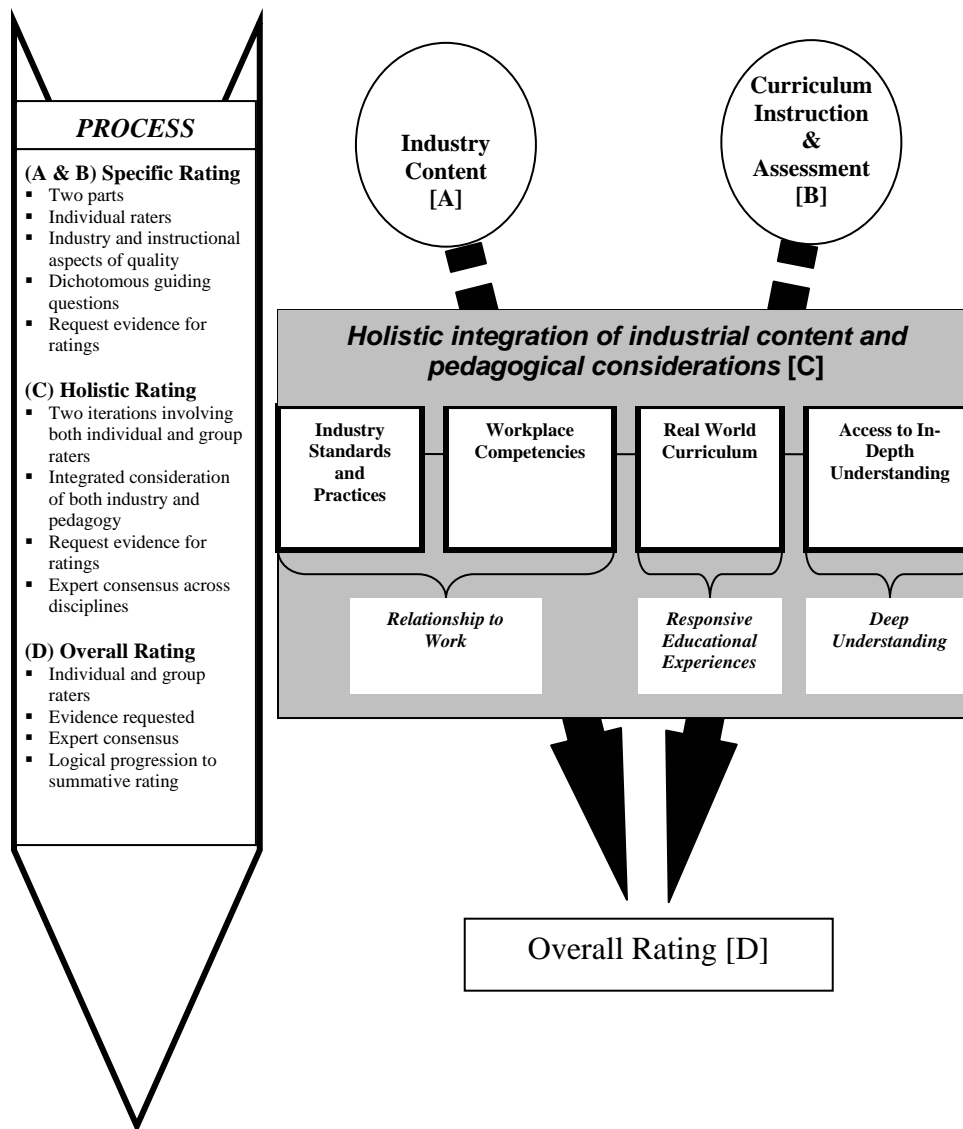 PROCESS
(A & B) Specific Rating
▪ Two parts
▪ Individual raters
▪ Industry and instructional
aspects of quality
▪ Dichotomous guiding
questions
▪ Request evidence for
ratings
(C) Holistic Rating
▪ Two iterations involving
both individual and group
raters
▪ Integrated consideration
of both industry and
pedagogy
▪ Request evidence for
ratings
▪ Expert consensus across
disciplines
(D) Overall Rating
▪ Individual and group
raters
▪ Evidence requested
▪ Expert consensus
▪ Logical progression to
summative rating
Industry
Content
[A]
Curriculum
Instruction
&
Assessment
[B]
Holistic integration of industrial content and
pedagogical considerations [C]
Industry
Standards
and
Practices
Workplace
Competencies
Real World
Curriculum
Access to In-
Depth
Understanding
Relationship to
Work
Responsive
Educational
Experiences
Deep
Understanding
Overall Rating [D]